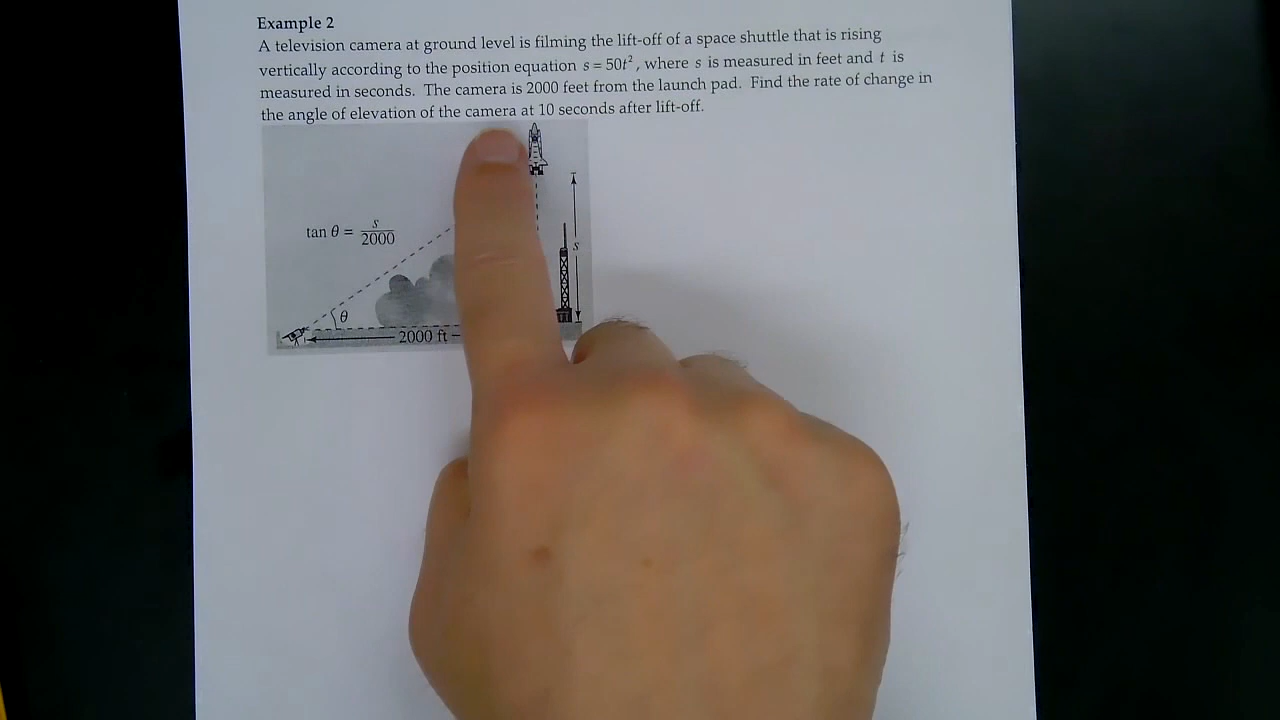 Example 2
A television camera at ground level is filming the lift-off of a space shuttle that is rising
vertically according to the position equation s = 50t², where s is measured in feet and t is
measured in seconds. The camera is 2000 feet from the launch pad. Find the rate of change in
the angle of elevation of the camera at 10 seconds after lift-off.
tan θ = s/2000
s
θ
2000 ft